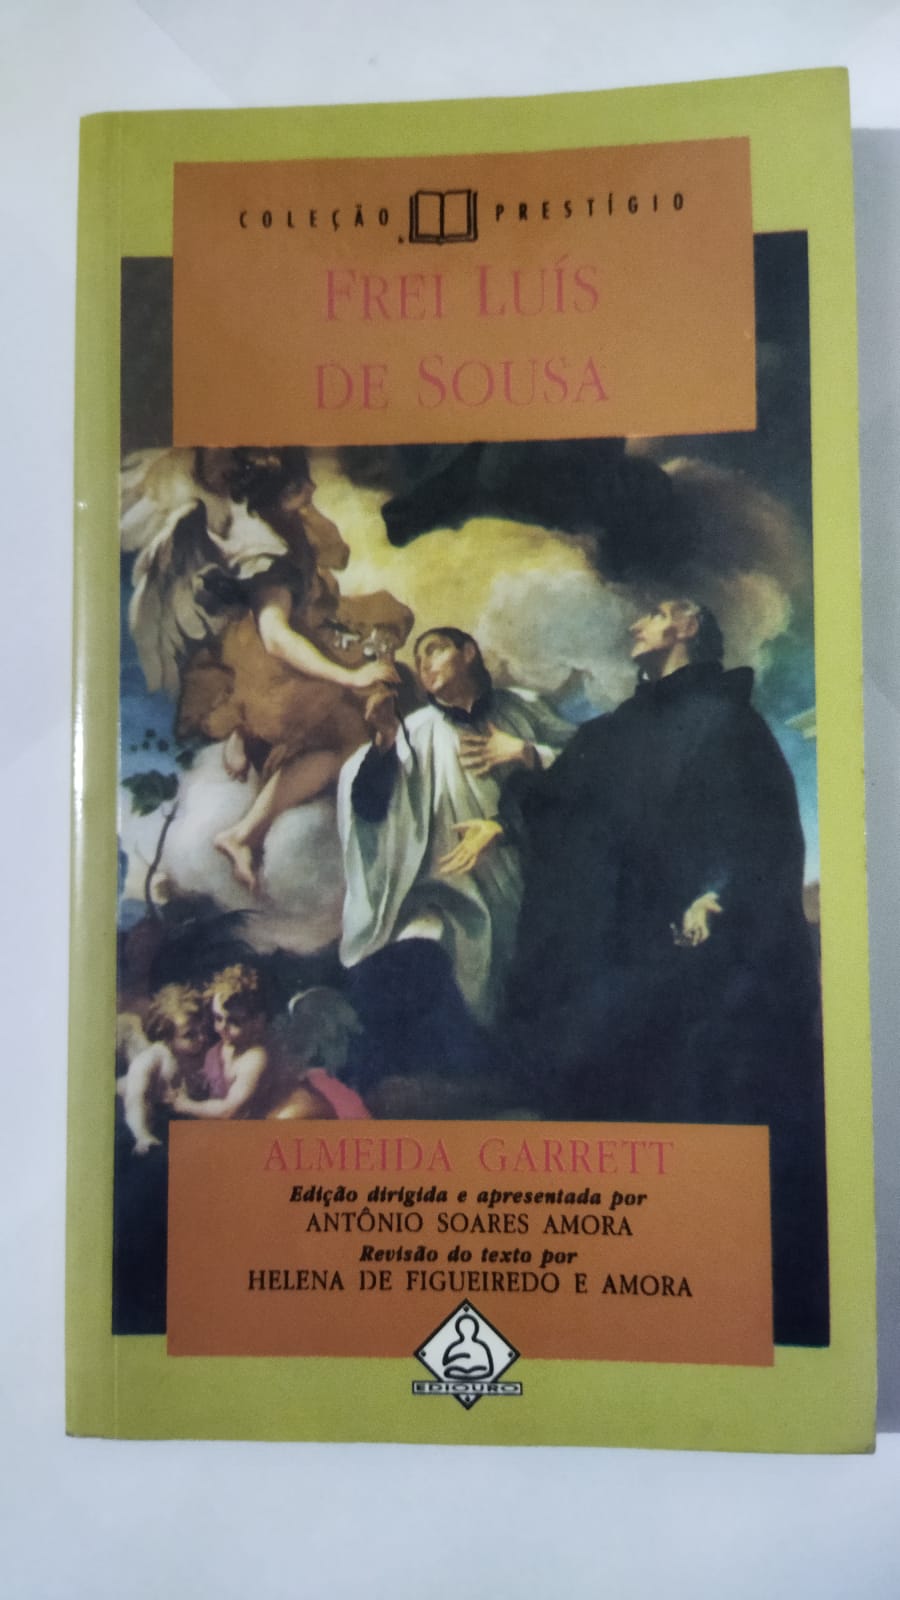 COLEÇÃO PRESTÍGIO
FREI LUÍS
DE SOUSA
ALMEIDA GARRETT
Edição dirigida e apresentada por
ANTÔNIO SOARES AMORA
Revisão do texto por
HELENA DE FIGUEIREDO E AMORA
EDIOURO